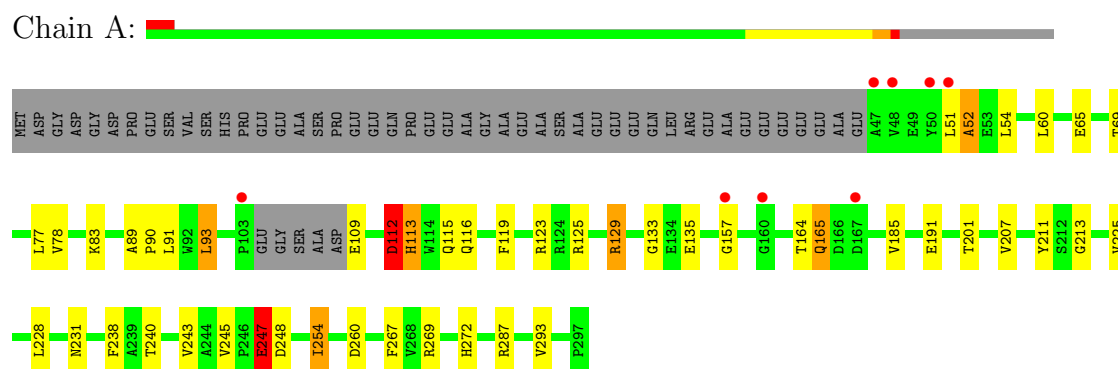 Chain A:
MET ASP GLY ASP GLY ASP PRO GLU SER VAL SER HIS PRO GLU GLU ALA SER PRO GLU GLU GLN PRO GLU GLU ALA GLY ALA GLU ALA SER ALA GLU GLU GLU GLN LEU ARG GLU ALA GLU GLU GLU GLU GLU ALA GLU A47 V48 E49 Y50 L51 A52 E53 L54 L60 E65 T69
L77 V78 K83 A89 P90 L91 W92 L93 P103 GLU GLY SER ALA ASP E109 D112 H113 W114 Q115 Q116 F119 R123 R124 R125 R129 G133 E134 E135 G157 G160 T164 Q165 D166 D167 V185 E191 T201 V207 Y211 S212 G213
L228 N231 F238 A239 T240 V243 A244 V245 P246 E247 D248 I254 D260 F267 V268 R269 H272 R287 V293 P297